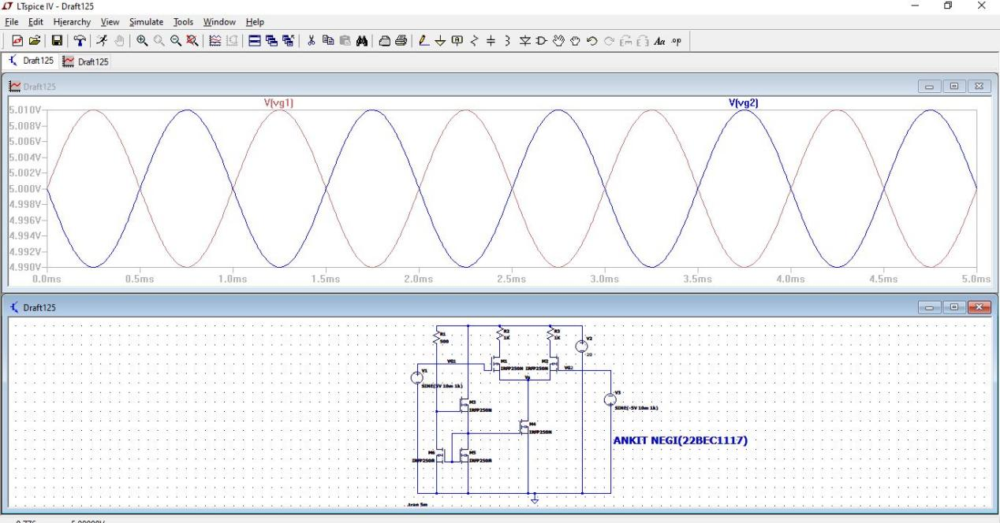 LTspice IV - Draft125
File Edit Hierarchy View Simulate Tools Window Help
Draft125 Draft125
Draft125
V(vg1) V(vg2)
5.010V
5.008V
5.006V
5.004V
5.002V
5.000V
4.998V
4.996V
4.994V
4.992V
4.990V
0.0ms 0.5ms 1.0ms 1.5ms 2.0ms 2.5ms 3.0ms 3.5ms 4.0ms 4.5ms 5.0ms
Draft125
R1
500
R2
1K
R3
1K
V2
20
VG1
M1
IRFP250N
M2
IRFP250N
VG2
V1
SINE(5V 10m 1k)
Vs
V3
SINE(-5V 10m 1k)
M3
IRFP250N
M4
IRFP250N
M6
IRFP250N
M5
IRFP250N
ANKIT NEGI(22BEC1117)
.tran 5m